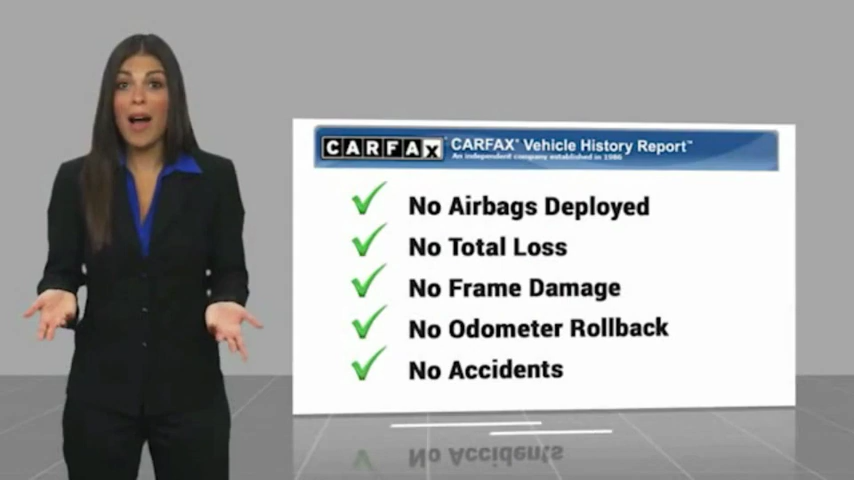 CARFAX CARFAX® Vehicle History Report™
An independent company established in 1986
No Airbags Deployed
No Total Loss
No Frame Damage
No Odometer Rollback
No Accidents
No Accidents